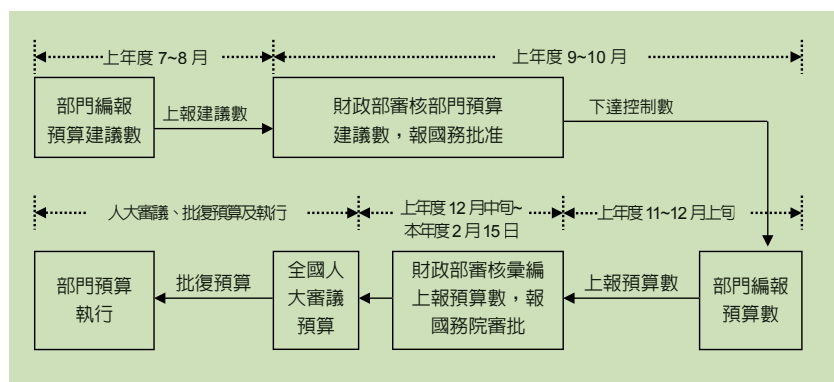 上年度 7~8 月
上年度 9~10 月
部門編報
預算建議數
上報建議數
財政部審核部門預算
建議數，報國務批准
下達控制數
人大審議、批復預算及執行
上年度 12 月中旬~
本年度 2 月 15 日
上年度 11~12 月上旬
部門預算
執行
批復預算
全國人
大審議
預算
財政部審核彙編
上報預算數，報
國務院審批
上報預算數
部門編報
預算數